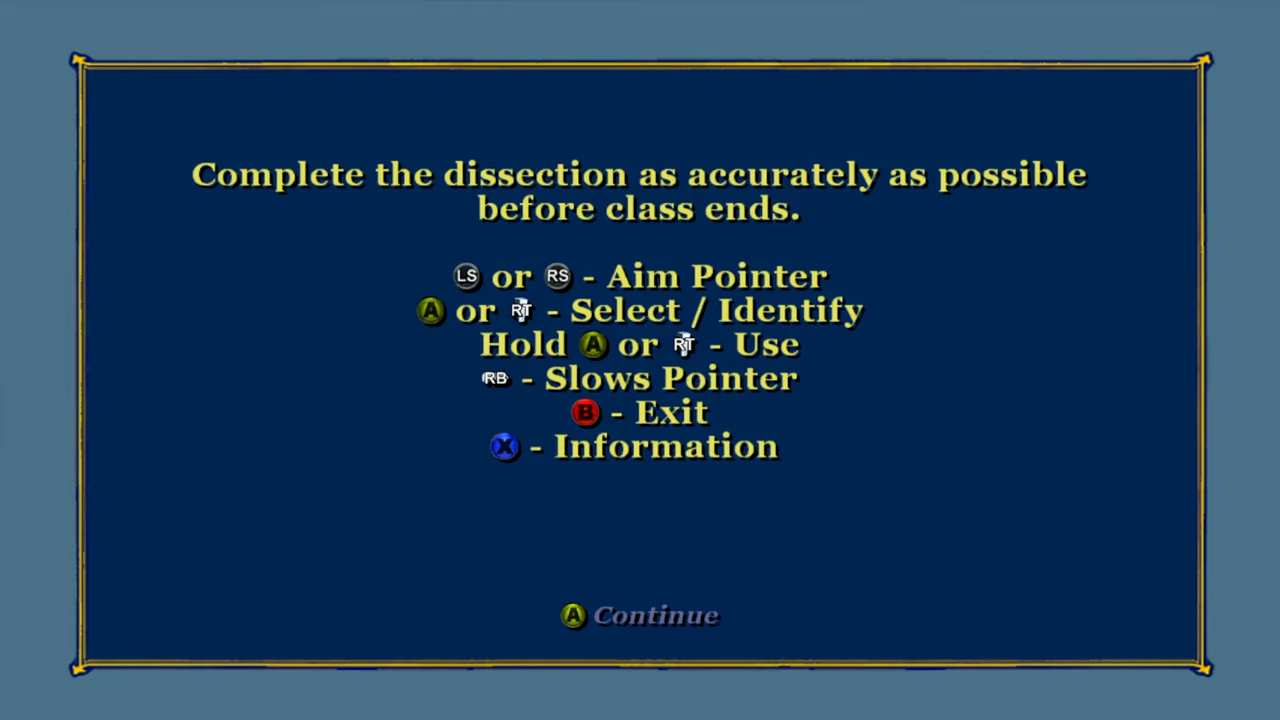 Complete the dissection as accurately as possible
before class ends.
LS or RS - Aim Pointer
A or RT - Select / Identify
Hold A or RT - Use
RB - Slows Pointer
B - Exit
X - Information
A Continue